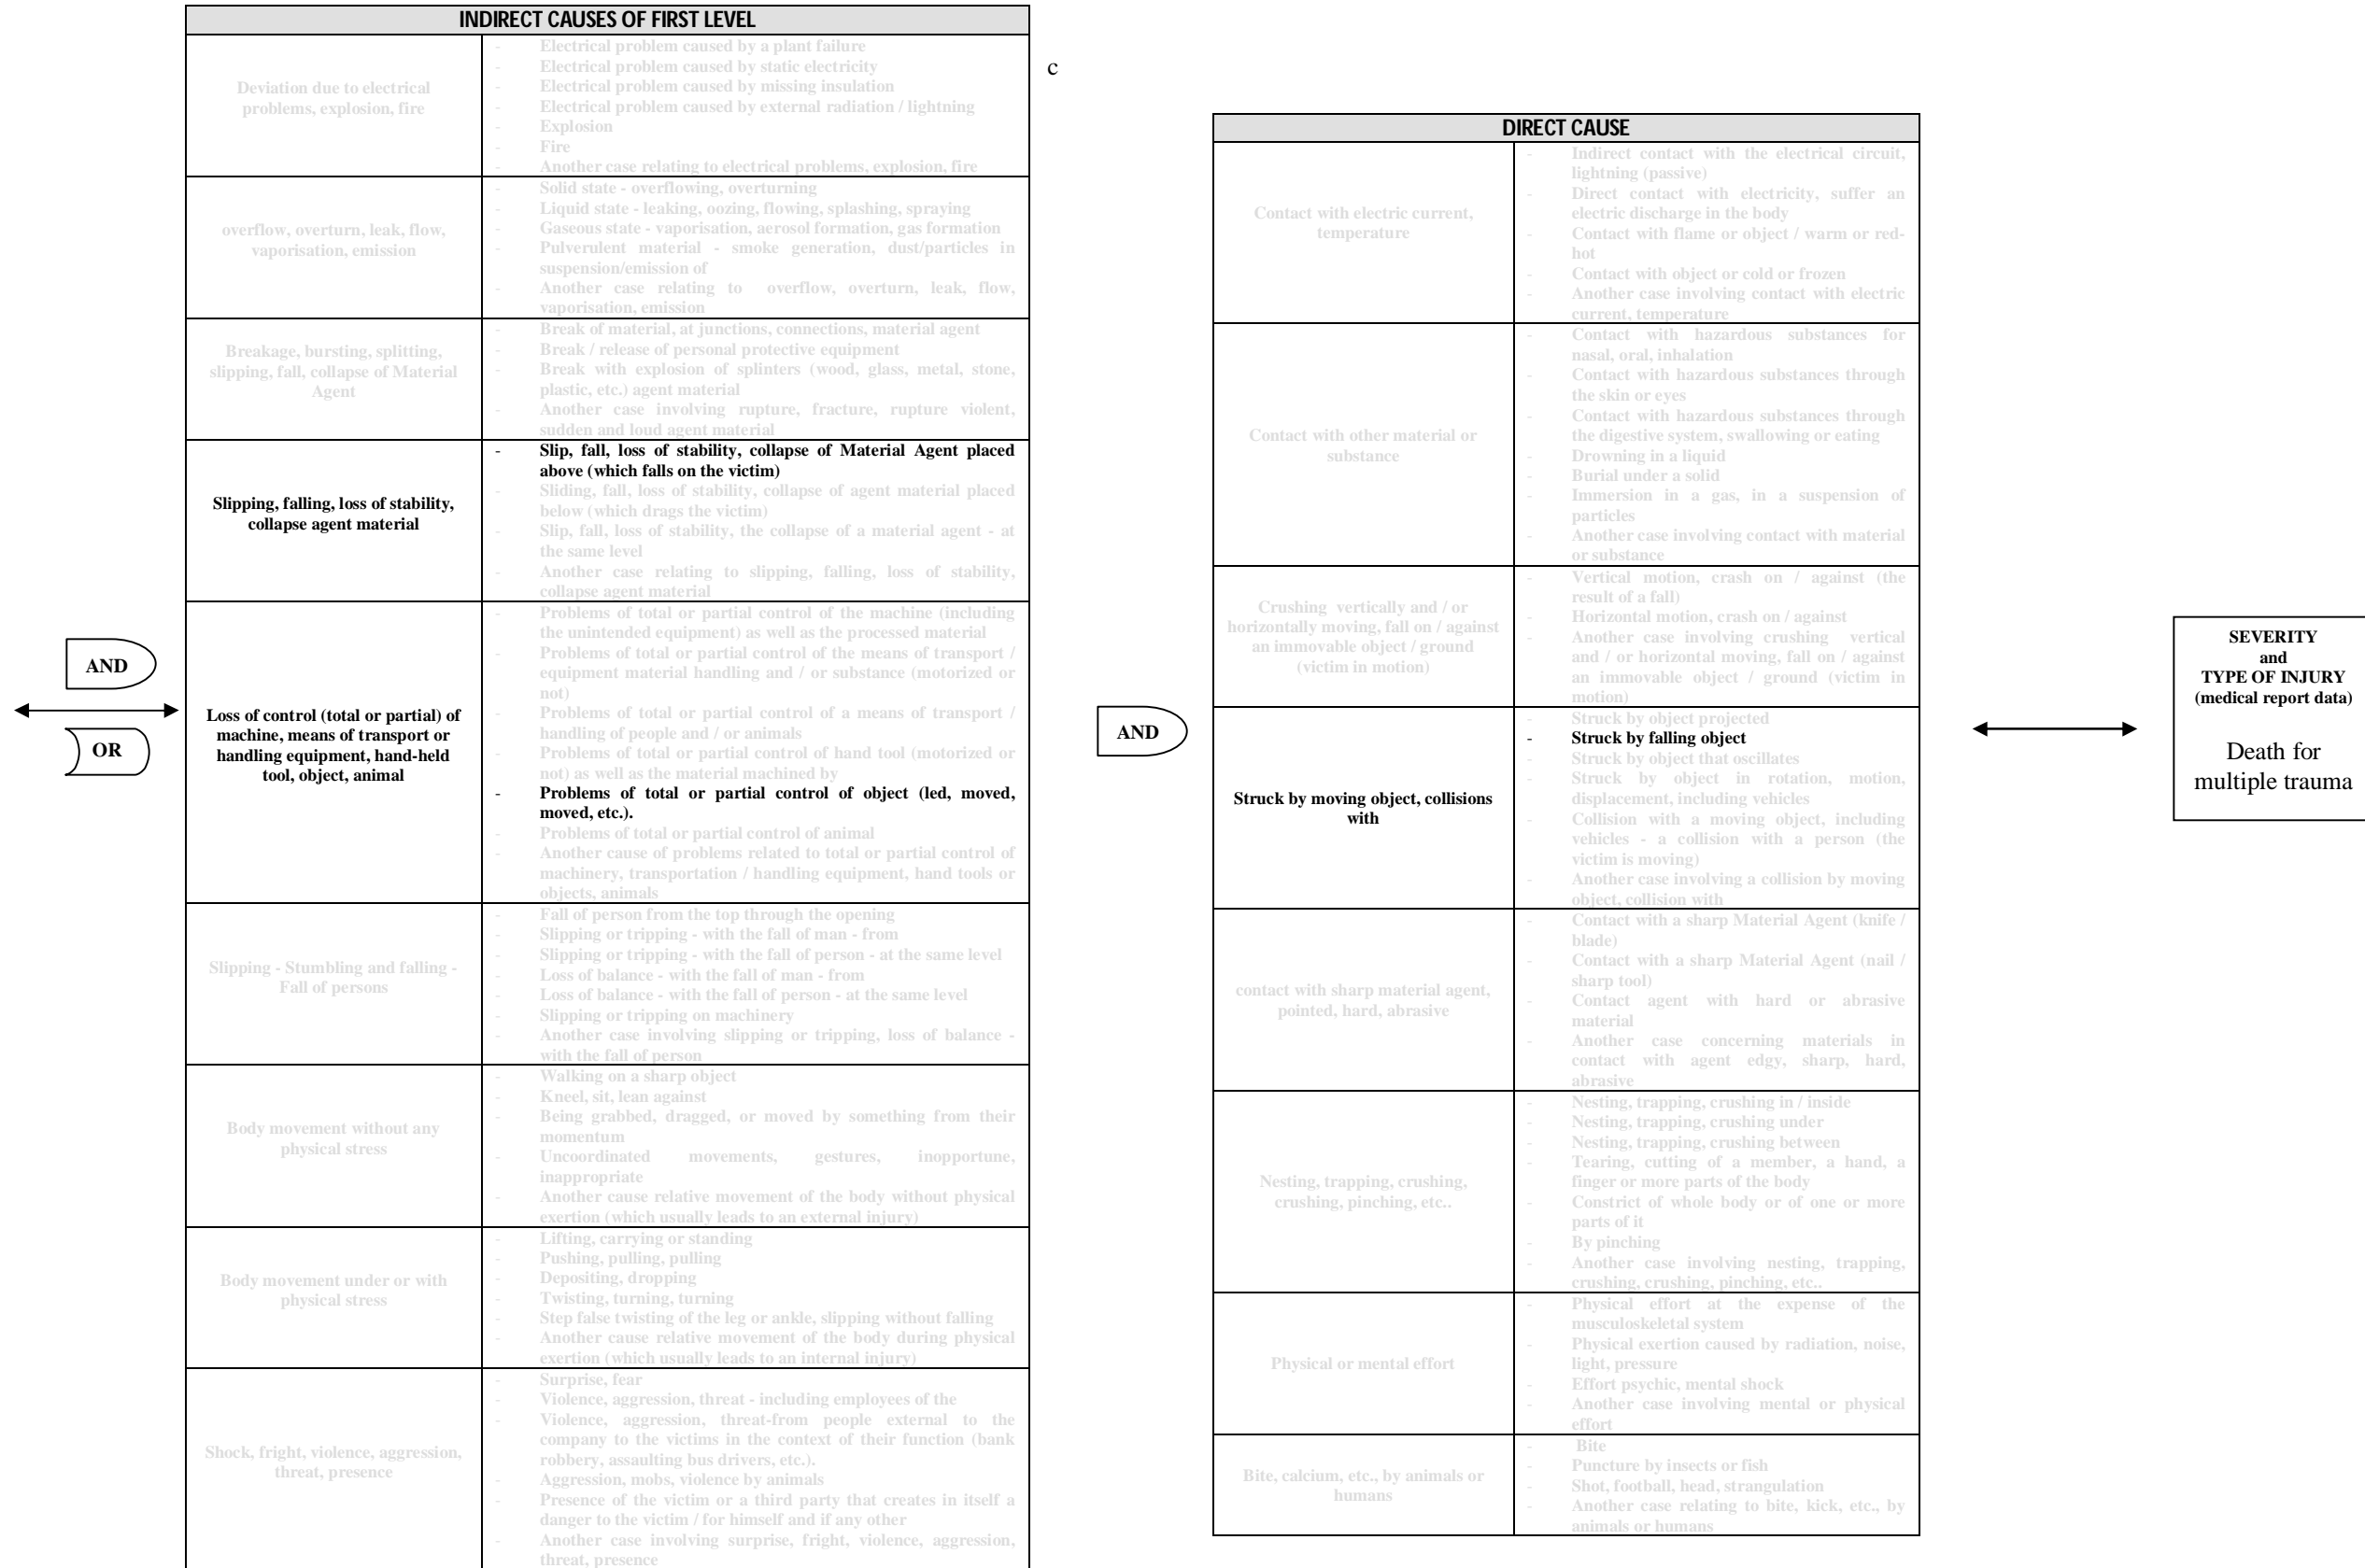 INDIRECT CAUSES OF FIRST LEVEL
Deviation due to electrical
problems, explosion, fire
- Electrical problem caused by a plant failure
- Electrical problem caused by static electricity
- Electrical problem caused by missing insulation
- Electrical problem caused by external radiation / lightning
- Explosion
- Fire
- Another case relating to electrical problems, explosion, fire
overflow, overturn, leak, flow,
vaporisation, emission
- Solid state - overflowing, overturning
- Liquid state - leaking, oozing, flowing, splashing, spraying
- Gaseous state - vaporisation, aerosol formation, gas formation
- Pulverulent material - smoke generation, dust/particles in
suspension/emission of
- Another case relating to overflow, overturn, leak, flow,
vaporisation, emission
Breakage, bursting, splitting,
slipping, fall, collapse of Material
Agent
- Break of material, at junctions, connections, material agent
- Break / release of personal protective equipment
- Break with explosion of splinters (wood, glass, metal, stone,
plastic, etc.) agent material
- Another case involving rupture, fracture, rupture violent,
sudden and loud agent material
Slipping, falling, loss of stability,
collapse agent material
- Slip, fall, loss of stability, collapse of Material Agent placed
above (which falls on the victim)
- Sliding, fall, loss of stability, collapse of agent material placed
below (which drags the victim)
- Slip, fall, loss of stability, the collapse of a material agent - at
the same level
- Another case relating to slipping, falling, loss of stability,
collapse agent material
AND
OR
Loss of control (total or partial) of
machine, means of transport or
handling equipment, hand-held
tool, object, animal
- Problems of total or partial control of the machine (including
the unintended equipment) as well as the processed material
- Problems of total or partial control of the means of transport /
equipment material handling and / or substance (motorized or
not)
- Problems of total or partial control of a means of transport /
handling of people and / or animals
- Problems of total or partial control of hand tool (motorized or
not) as well as the material machined by
- Problems of total or partial control of object (led, moved,
moved, etc.).
- Problems of total or partial control of animal
- Another cause of problems related to total or partial control of
machinery, transportation / handling equipment, hand tools or
objects, animals
Slipping - Stumbling and falling -
Fall of persons
- Fall of person from the top through the opening
- Slipping or tripping - with the fall of man - from
- Slipping or tripping - with the fall of person - at the same level
- Loss of balance - with the fall of man - from
- Loss of balance - with the fall of person - at the same level
- Slipping or tripping on machinery
- Another case involving slipping or tripping, loss of balance -
with the fall of person
Body movement without any
physical stress
- Walking on a sharp object
- Kneel, sit, lean against
- Being grabbed, dragged, or moved by something from their
momentum
- Uncoordinated movements, gestures, inopportune,
inappropriate
- Another cause relative movement of the body without physical
exertion (which usually leads to an external injury)
Body movement under or with
physical stress
- Lifting, carrying or standing
- Pushing, pulling, pulling
- Depositing, dropping
- Twisting, turning, turning
- Step false twisting of the leg or ankle, slipping without falling
- Another cause relative movement of the body during physical
exertion (which usually leads to an internal injury)
Shock, fright, violence, aggression,
threat, presence
- Surprise, fear
- Violence, aggression, threat - including employees of the
- Violence, aggression, threat-from people external to the
company to the victims in the context of their function (bank
robbery, assaulting bus drivers, etc.).
- Aggression, mobs, violence by animals
- Presence of the victim or a third party that creates in itself a
danger to the victim / for himself and if any other
- Another case involving surprise, fright, violence, aggression,
threat, presence
c
AND
DIRECT CAUSE
Contact with electric current,
temperature
- Indirect contact with the electrical circuit,
lightning (passive)
- Direct contact with electricity, suffer an
electric discharge in the body
- Contact with flame or object / warm or red-
hot
- Contact with object or cold or frozen
- Another case involving contact with electric
current, temperature
Contact with other material or
substance
- Contact with hazardous substances for
nasal, oral, inhalation
- Contact with hazardous substances through
the skin or eyes
- Contact with hazardous substances through
the digestive system, swallowing or eating
- Drowning in a liquid
- Burial under a solid
- Immersion in a gas, in a suspension of
particles
- Another case involving contact with material
or substance
Crushing vertically and / or
horizontally moving, fall on / against
an immovable object / ground
(victim in motion)
- Vertical motion, crash on / against (the
result of a fall)
- Horizontal motion, crash on / against
- Another case involving crushing vertical
and / or horizontal moving, fall on / against
an immovable object / ground (victim in
motion)
Struck by moving object, collisions
with
- Struck by object projected
- Struck by falling object
- Struck by object that oscillates
- Struck by object in rotation, motion,
displacement, including vehicles
- Collision with a moving object, including
vehicles - a collision with a person (the
victim is moving)
- Another case involving a collision by moving
object, collision with
contact with sharp material agent,
pointed, hard, abrasive
- Contact with a sharp Material Agent (knife /
blade)
- Contact with a sharp Material Agent (nail /
sharp tool)
- Contact agent with hard or abrasive
material
- Another case concerning materials in
contact with agent edgy, sharp, hard,
abrasive
Nesting, trapping, crushing,
crushing, pinching, etc..
- Nesting, trapping, crushing in / inside
- Nesting, trapping, crushing under
- Nesting, trapping, crushing between
- Tearing, cutting of a member, a hand, a
finger or more parts of the body
- Constrict of whole body or of one or more
parts of it
- By pinching
- Another case involving nesting, trapping,
crushing, crushing, pinching, etc..
Physical or mental effort
- Physical effort at the expense of the
musculoskeletal system
- Physical exertion caused by radiation, noise,
light, pressure
- Effort psychic, mental shock
- Another case involving mental or physical
effort
Bite, calcium, etc., by animals or
humans
- Bite
- Puncture by insects or fish
- Shot, football, head, strangulation
- Another case relating to bite, kick, etc., by
animals or humans
SEVERITY
and
TYPE OF INJURY
(medical report data)
Death for
multiple trauma